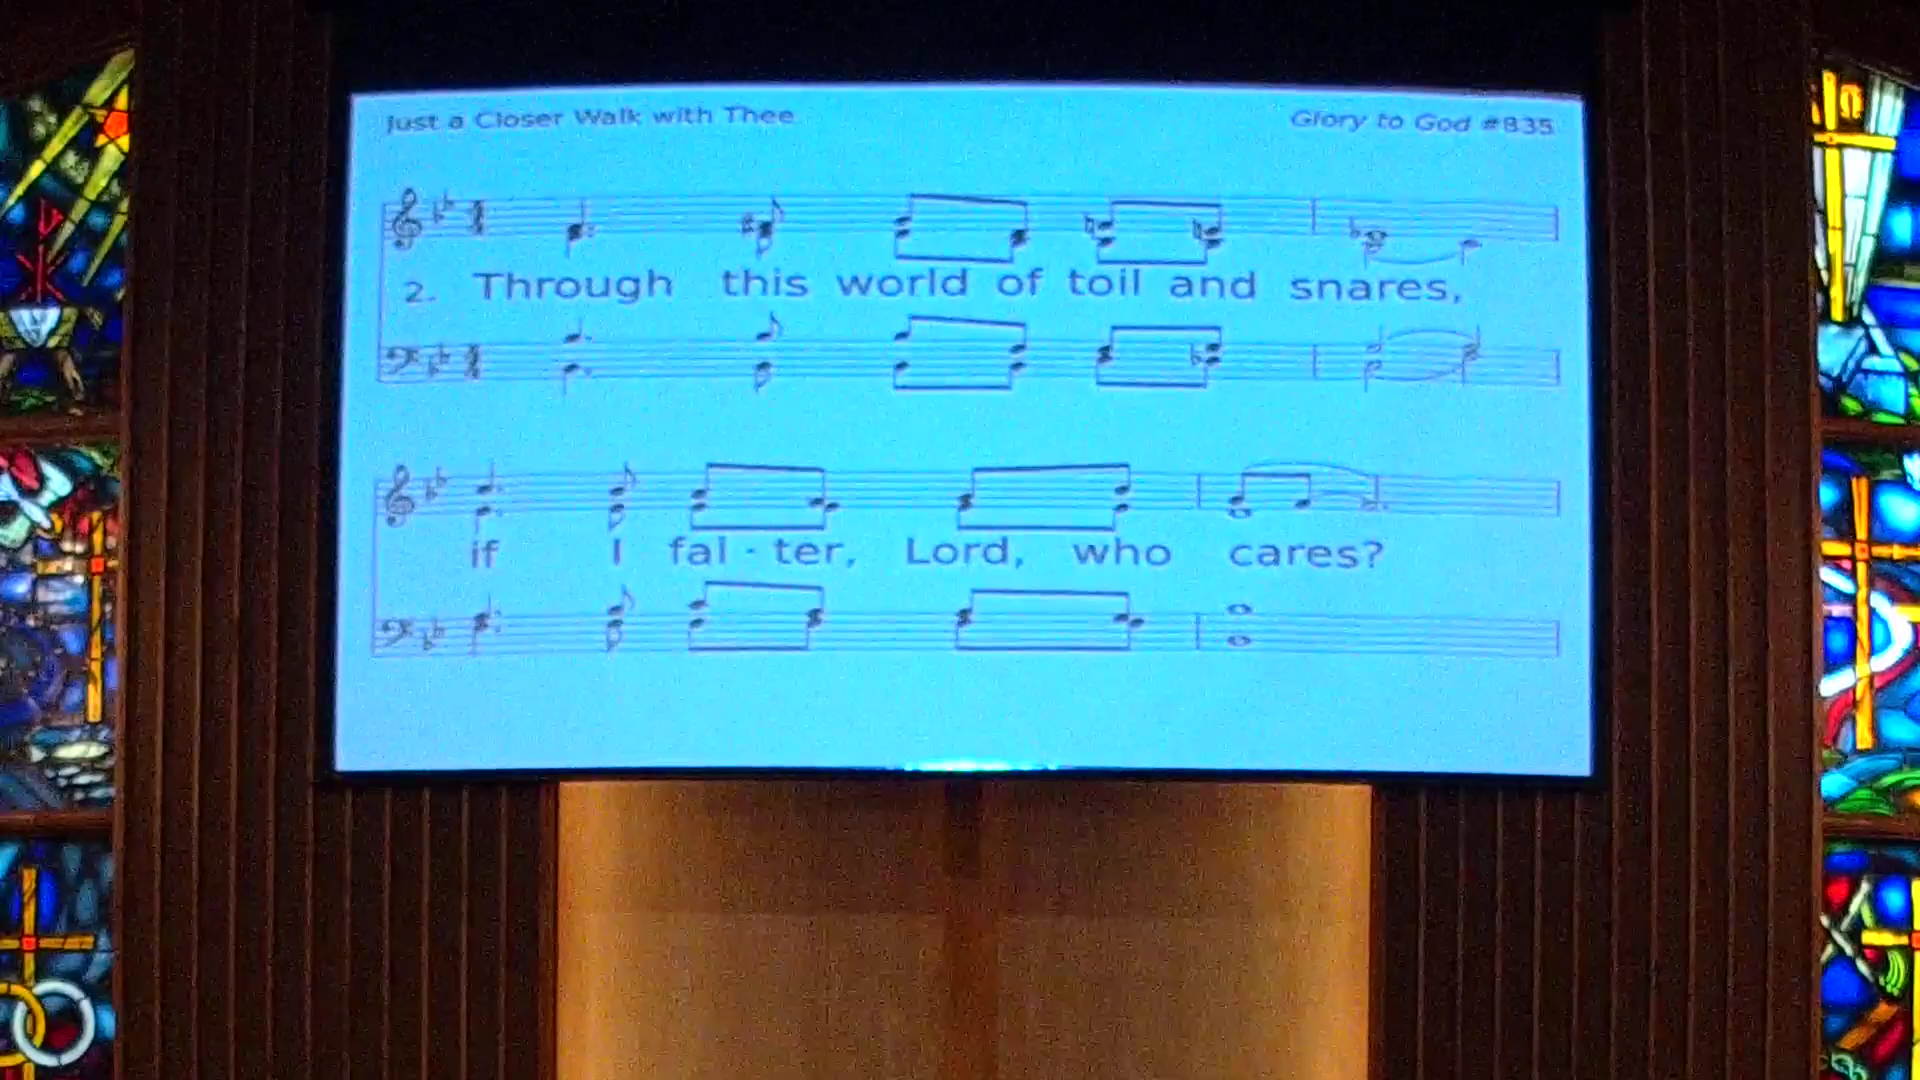 Just a Closer Walk with Thee
Glory to God #835
2. Through this world of toil and snares,
if I fal - ter, Lord, who cares?